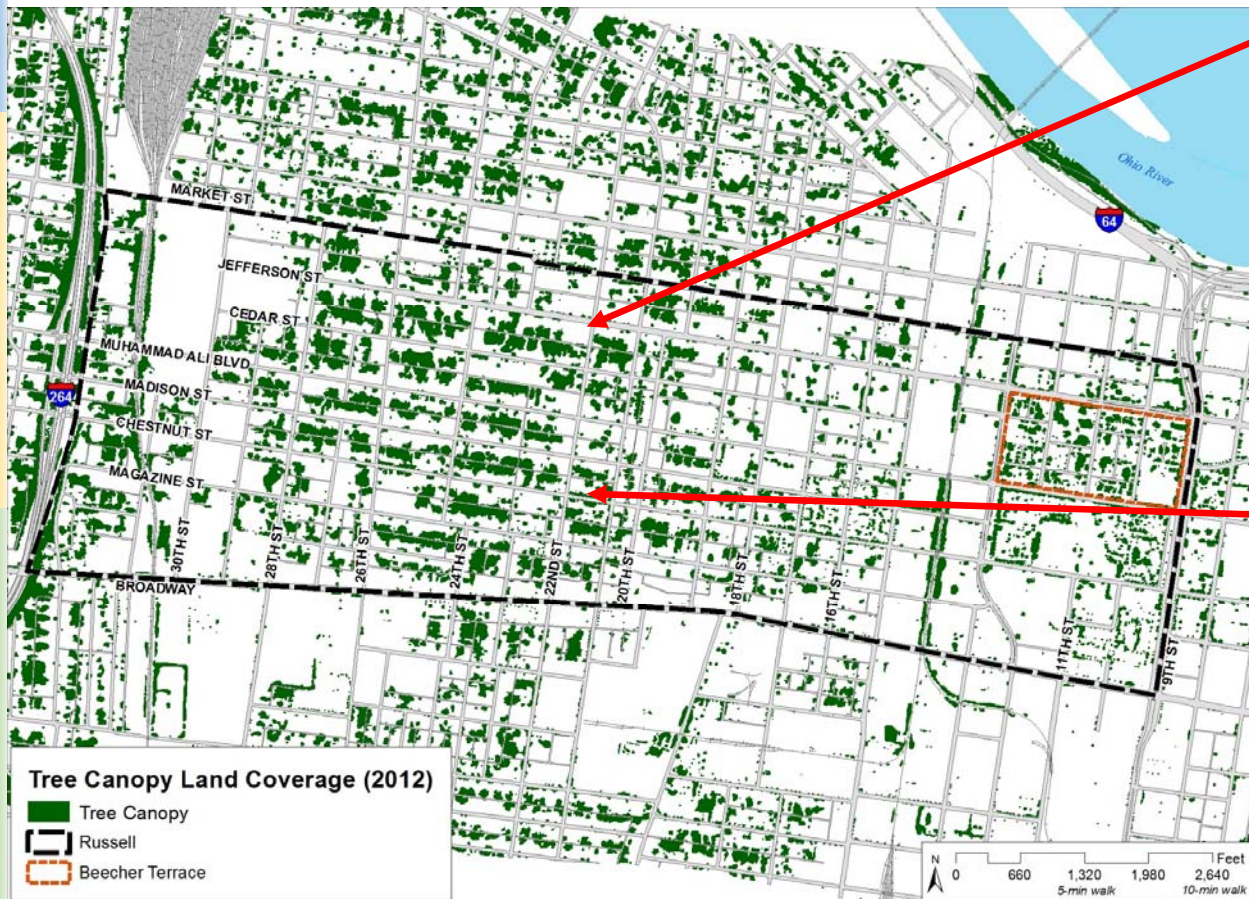 Ohio River
64
MARKET ST
JEFFERSON ST
CEDAR ST
MUHAMMAD ALI BLVD
264
MADISON ST
CHESTNUT ST
MAGAZINE ST
30TH ST
28TH ST
26TH ST
24TH ST
22ND ST
20TH ST
18TH ST
16TH ST
11TH ST
9TH ST
BROADWAY
Tree Canopy Land Coverage (2012)
Tree Canopy
Russell
Beecher Terrace
N
Feet
0 660 1,320 1,980 2,640
5-min walk 10-min walk